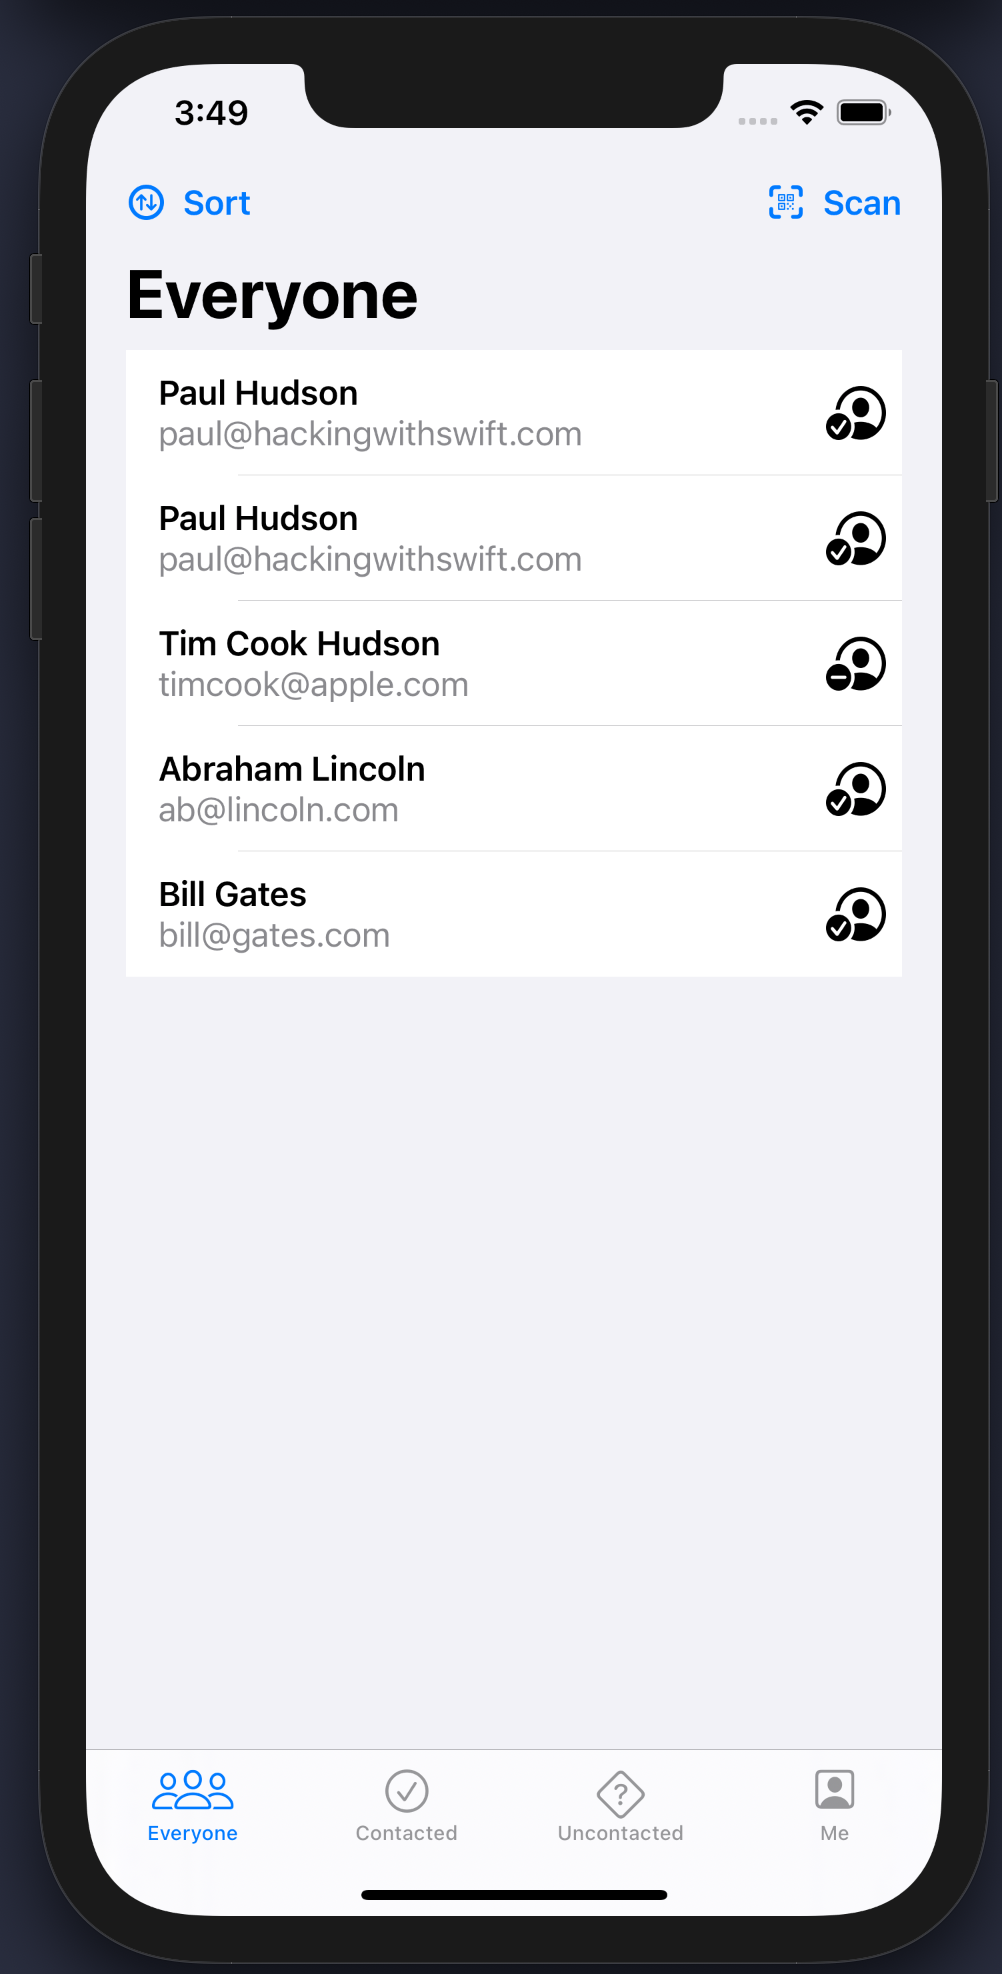 3:49
Sort
Scan
Everyone
Paul Hudson
paul@hackingwithswift.com
Paul Hudson
paul@hackingwithswift.com
Tim Cook Hudson
timcook@apple.com
Abraham Lincoln
ab@lincoln.com
Bill Gates
bill@gates.com
Everyone
Contacted
Uncontacted
Me